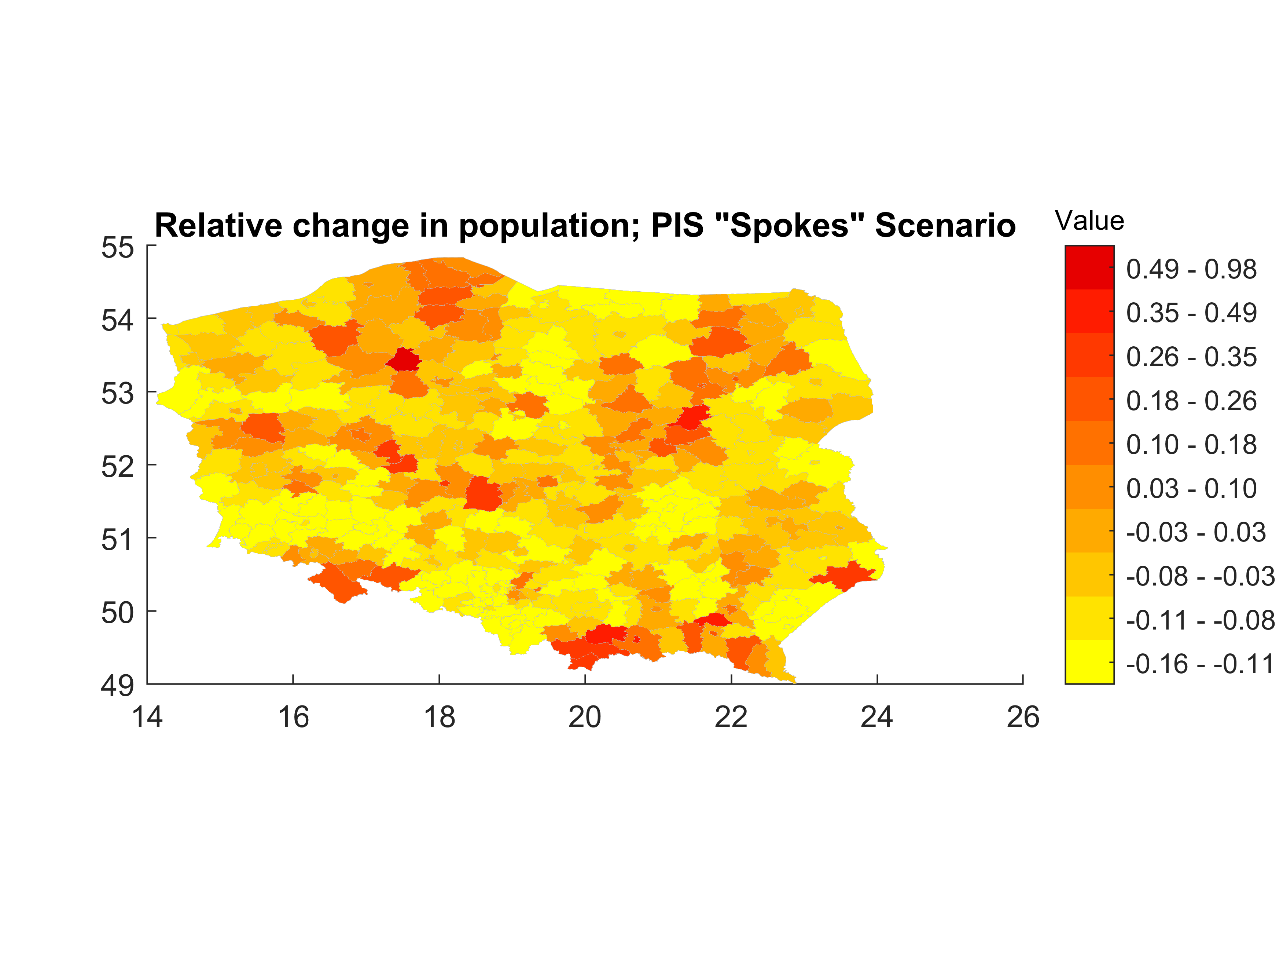 Relative change in population; PIS "Spokes" Scenario
Value
55
54
53
52
51
50
49
14 16 18 20 22 24 26
0.49 - 0.98
0.35 - 0.49
0.26 - 0.35
0.18 - 0.26
0.10 - 0.18
0.03 - 0.10
-0.03 - 0.03
-0.08 - -0.03
-0.11 - -0.08
-0.16 - -0.11